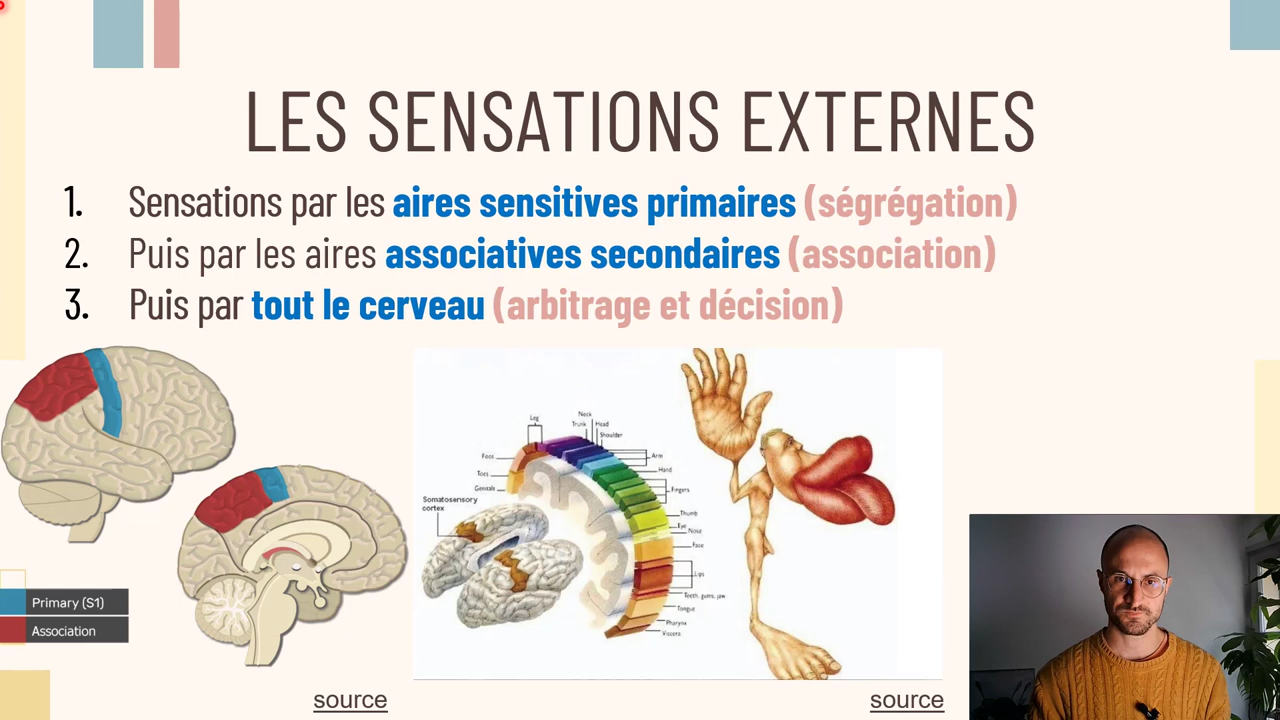 LES SENSATIONS EXTERNES
1. Sensations par les aires sensitives primaires (ségrégation)
2. Puis par les aires associatives secondaires (association)
3. Puis par tout le cerveau (arbitrage et décision)
Leg
Neck
Trunk
Head
Shoulder
Arm
Hand
Fingers
Thumb
Eye
Nose
Face
Lips
Teeth, gums, jaw
Tongue
Pharynx
Viscera
Foot
Toes
Genitals
Somatosensory
cortex
Primary (S1)
Association
source
source